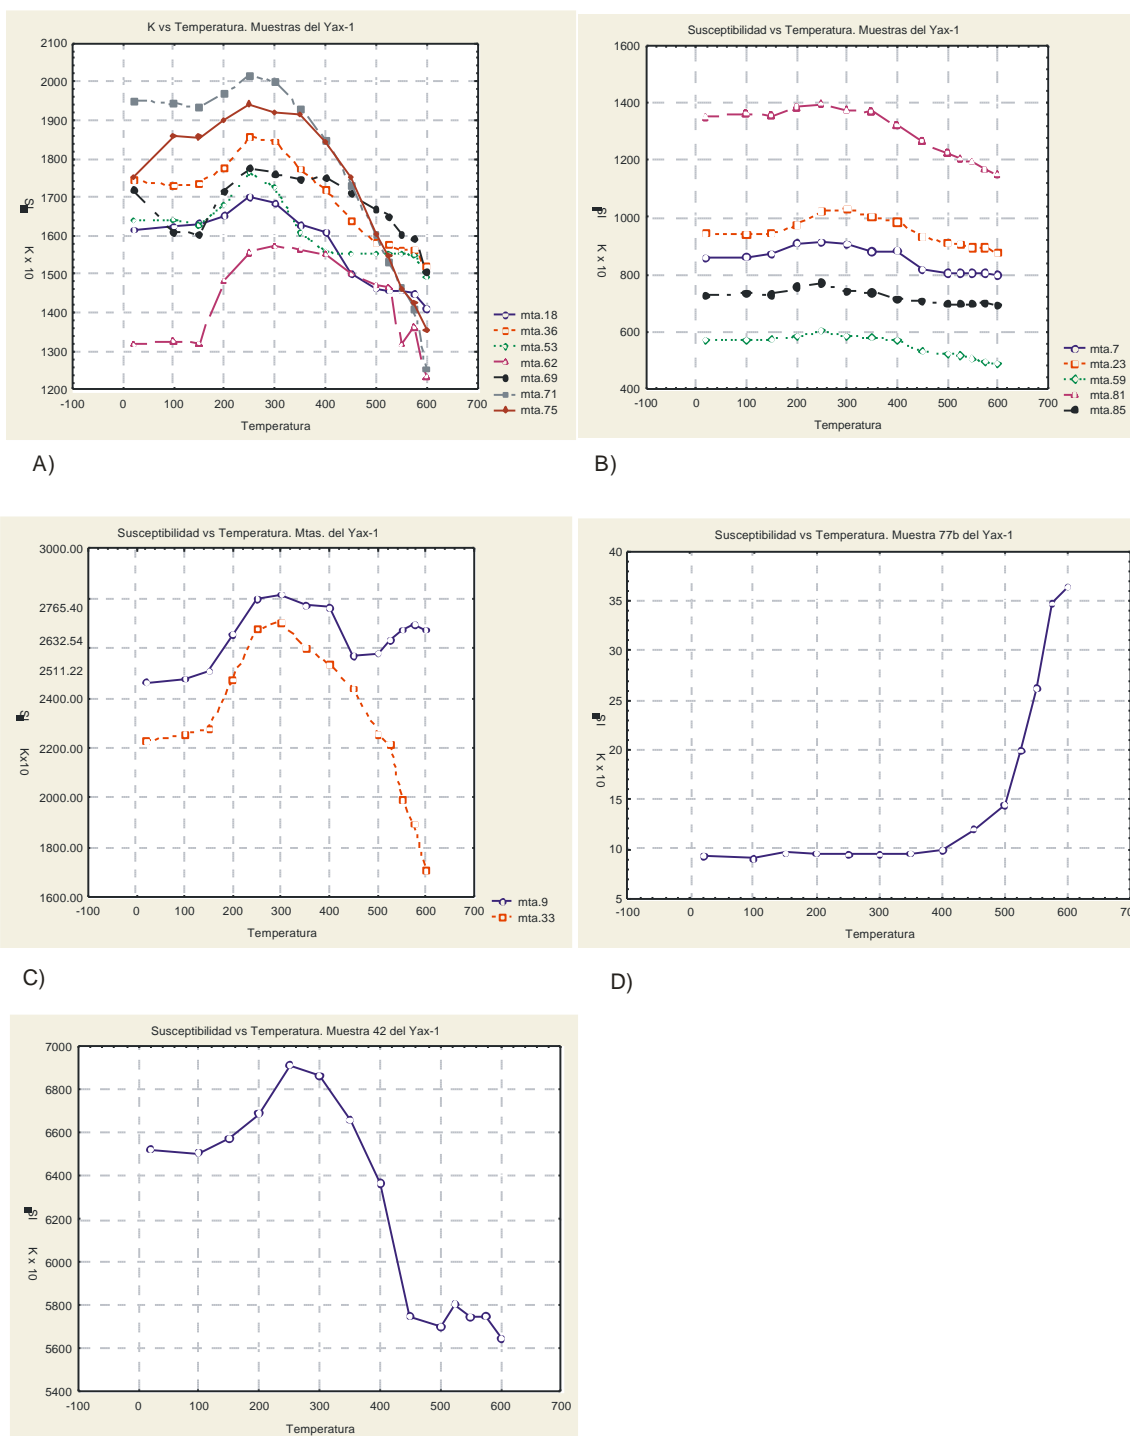 K vs Temperatura. Muestras del Yax-1
2100
2000
1900
1800
1700
1600
1500
1400
1300
1200
K x 10 SI
-100 0 100 200 300 400 500 600 700
Temperatura
mta.18
mta.36
mta.53
mta.62
mta.69
mta.71
mta.75
A)
Susceptibilidad vs Temperatura. Muestras del Yax-1
1600
1400
1200
1000
800
600
400
K x 10 SI
-100 0 100 200 300 400 500 600 700
Temperatura
mta.7
mta.23
mta.59
mta.81
mta.85
B)
Susceptibilidad vs Temperatura. Mtas. del Yax-1
3000.00
2765.40
2632.54
2511.22
2400.00
2200.00
2000.00
1800.00
1600.00
Kx10 SI
-100 0 100 200 300 400 500 600 700
Temperatura
mta.9
mta.33
C)
Susceptibilidad vs Temperatura. Muestra 77b del Yax-1
40
35
30
25
20
15
10
5
K x 10 SI
-100 0 100 200 300 400 500 600 70
Temperatura
D)
Susceptibilidad vs Temperatura. Muestra 42 del Yax-1
7000
6800
6600
6400
6200
6000
5800
5600
5400
K x 10 SI
-100 0 100 200 300 400 500 600 700
Temperatura